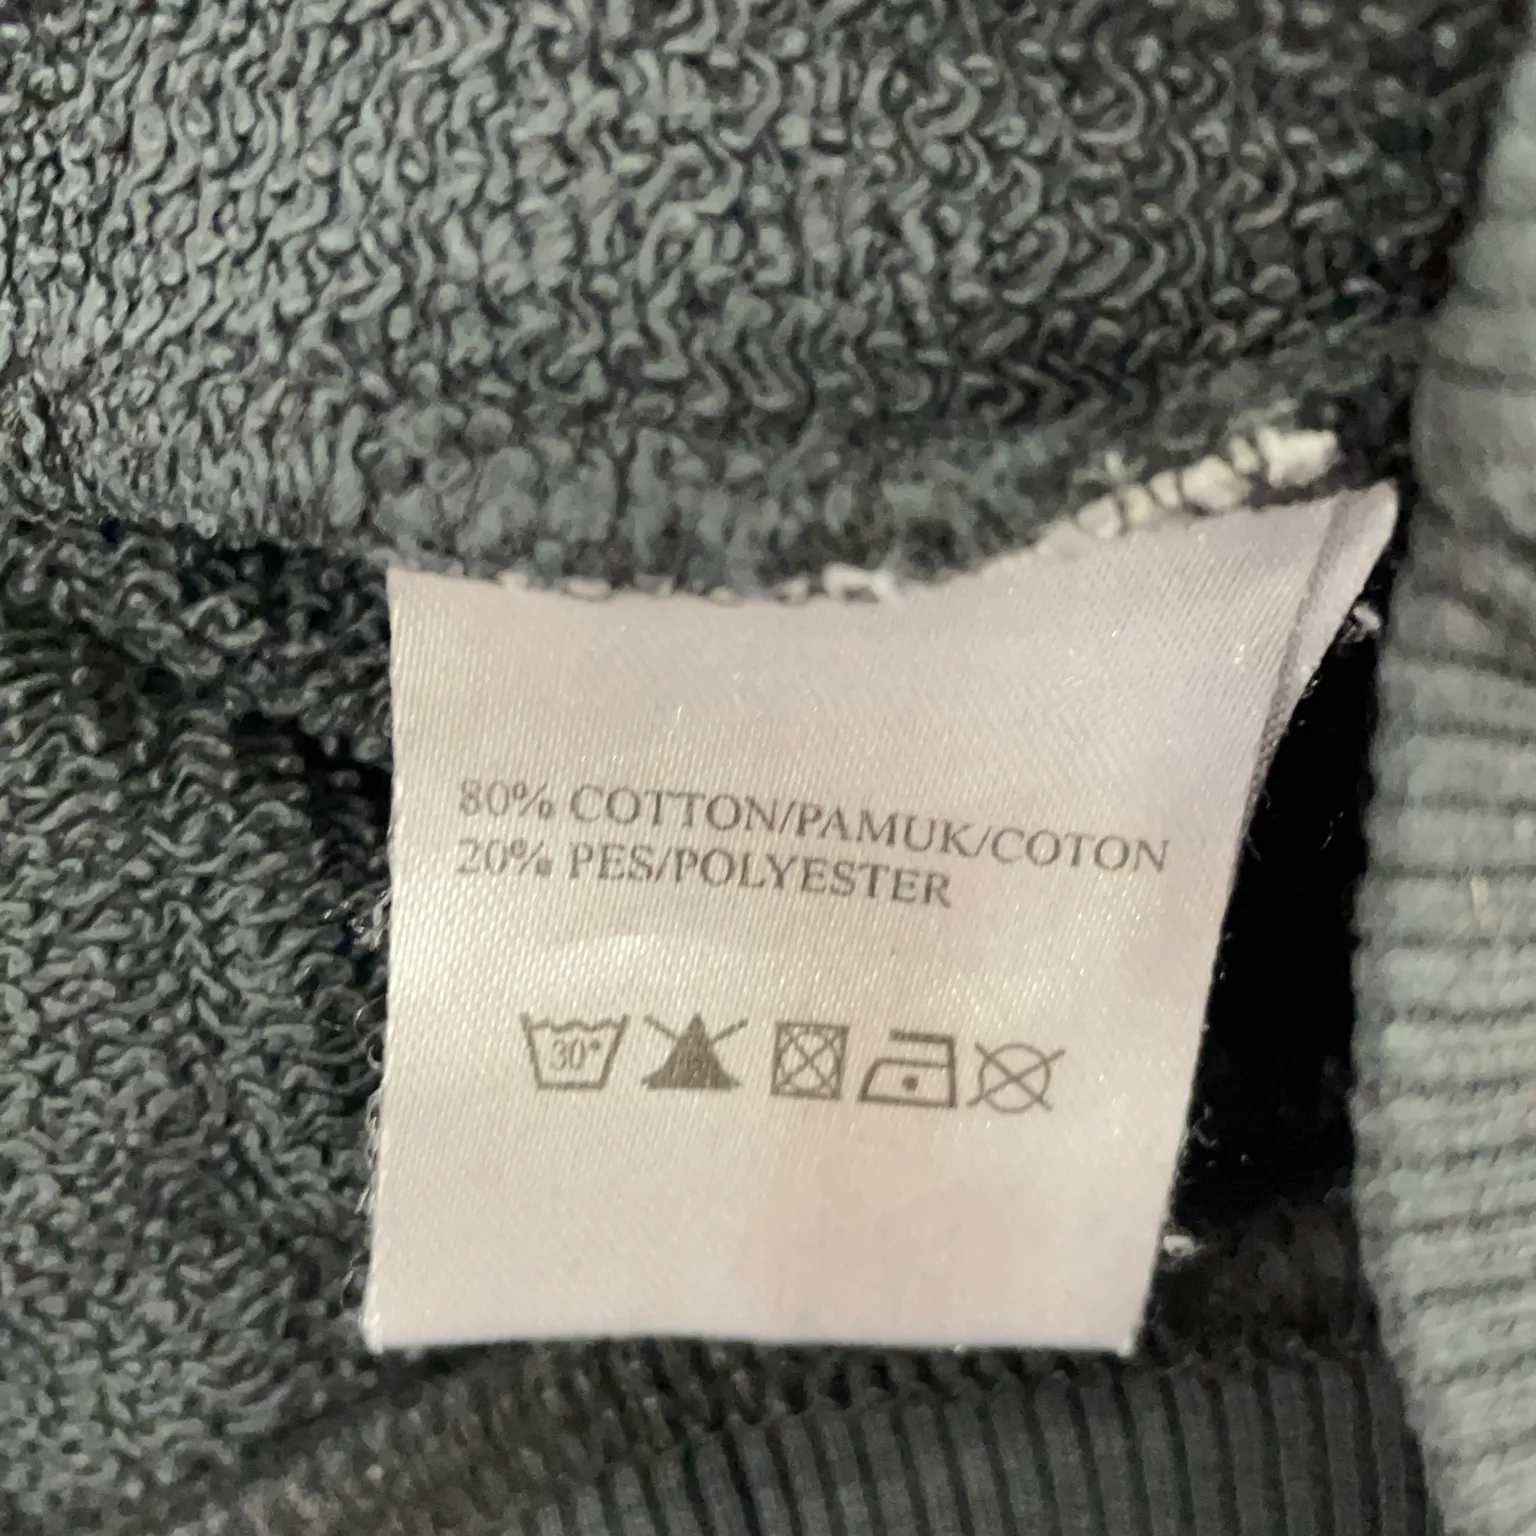 80% COTTON/PAMUK/COTON
20% PES/POLYESTER
30°